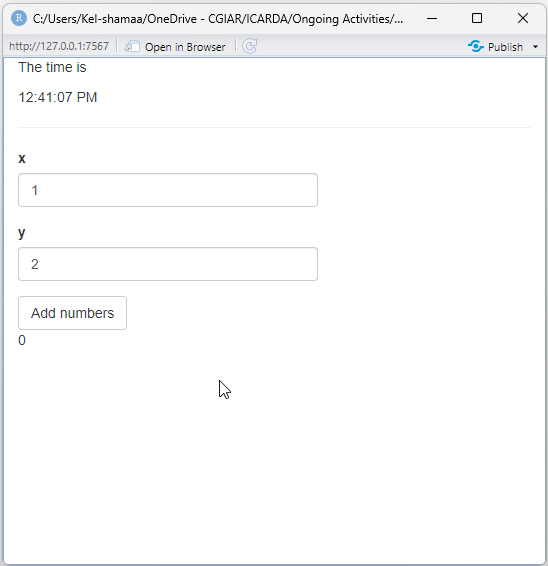 R C:/Users/Kel-shamaa/OneDrive - CGIAR/ICARDA/Ongoing Activities/...
http://127.0.0.1:7567 Open in Browser Publish
The time is
12:41:07 PM
x
1
y
2
Add numbers
0